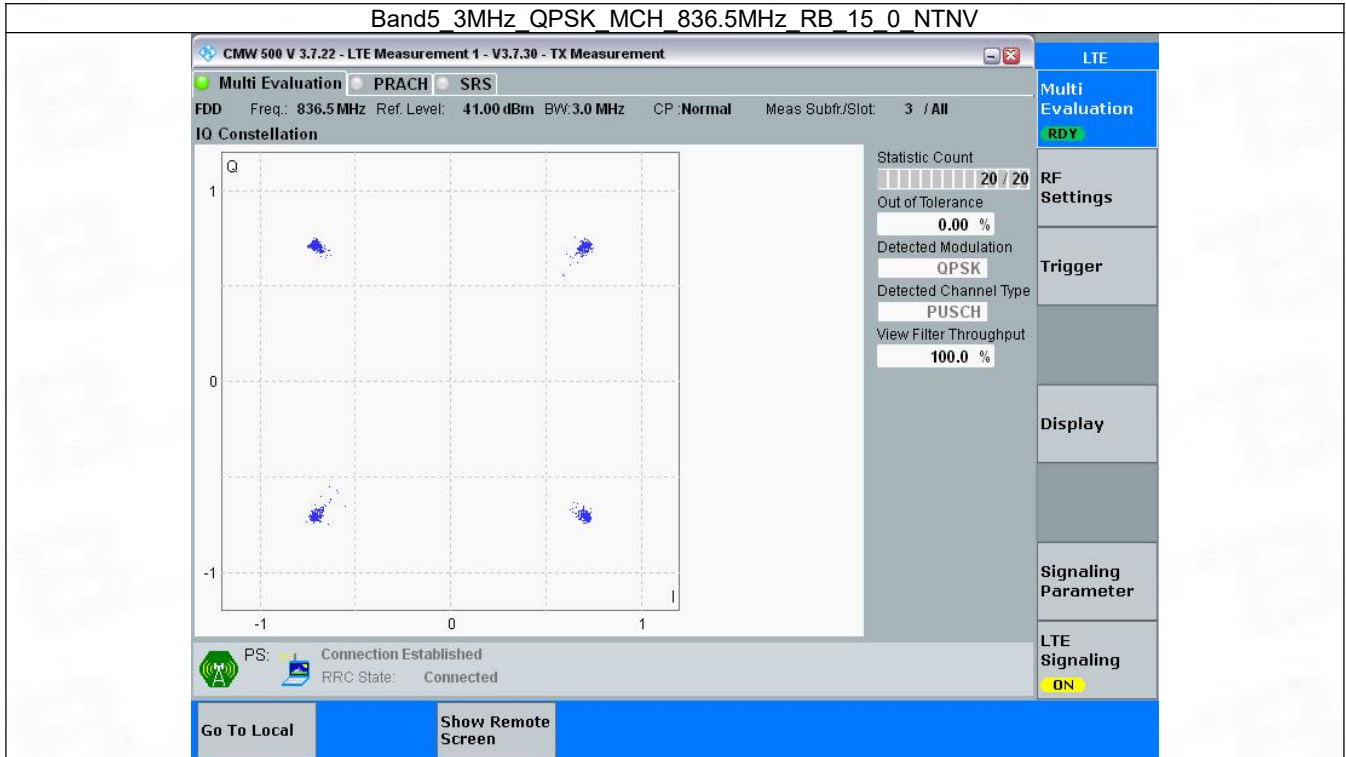 Band5_3MHz_QPSK_MCH_836.5MHz_RB_15_0_NTNV
CMW 500 V 3.7.22 - LTE Measurement 1 - V3.7.30 - TX Measurement
LTE
Multi Evaluation PRACH SRS
Multi
Evaluation
RDY
FDD Freq.: 836.5 MHz Ref. Level: 41.00 dBm BW:3.0 MHz CP :Normal Meas Subfr./Slot: 3 / All
IQ Constellation
Q
1
0
-1
I
-1 0 1
Statistic Count
20 / 20
Out of Tolerance
0.00 %
Detected Modulation
QPSK
Detected Channel Type
PUSCH
View Filter Throughput
100.0 %
RF
Settings
Trigger
Display
Signaling
Parameter
LTE
Signaling
ON
PS: Connection Established
RRC State: Connected
Go To Local
Show Remote
Screen